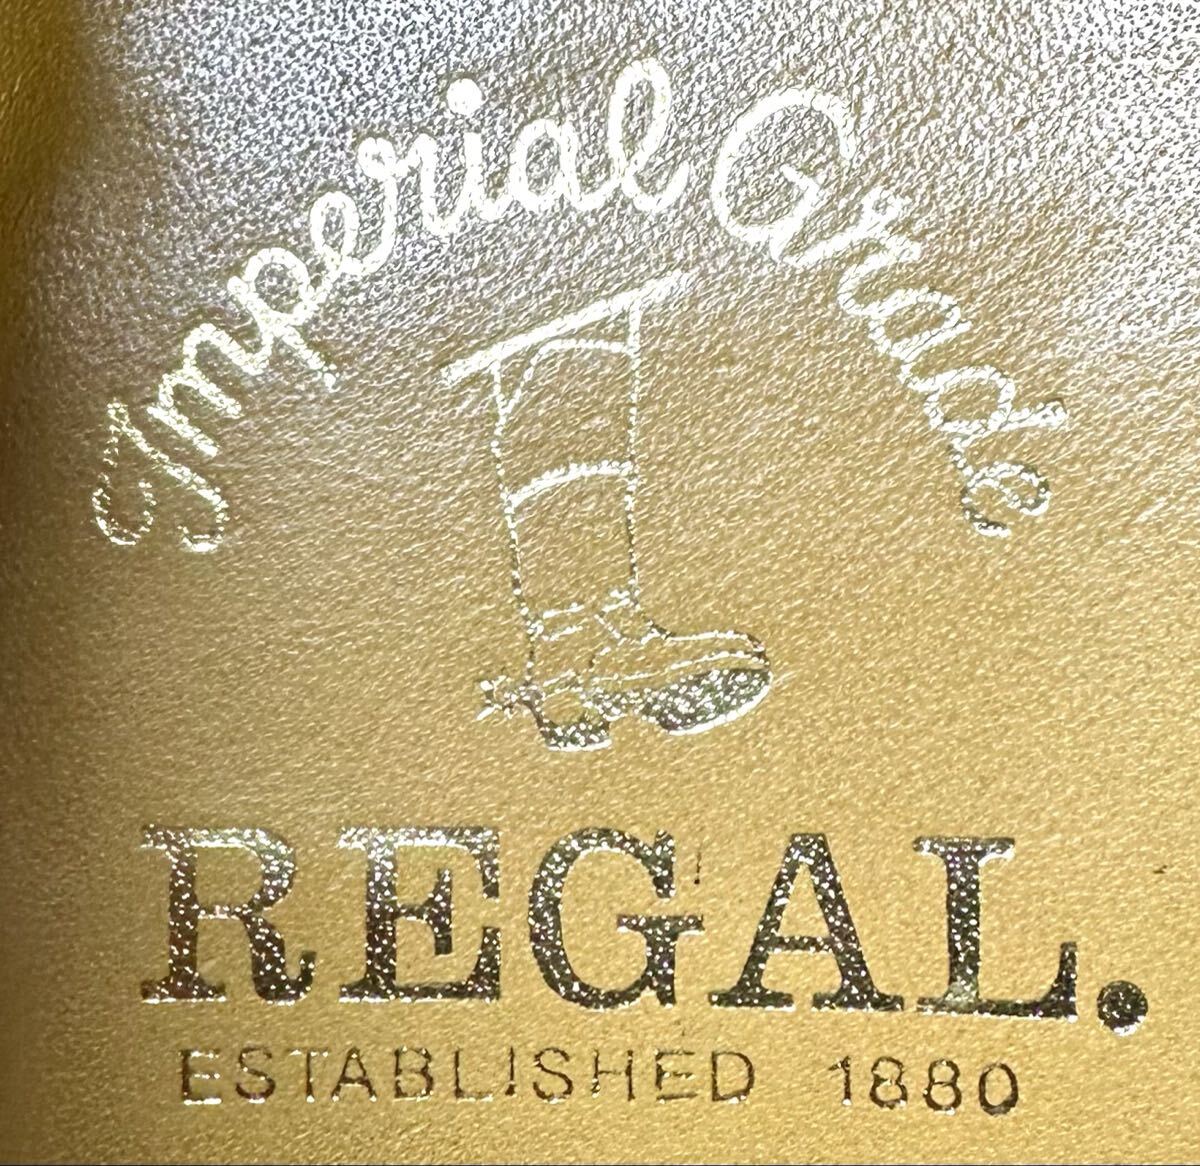 Imperial Grade
REGAL.
ESTABLISHED 1880